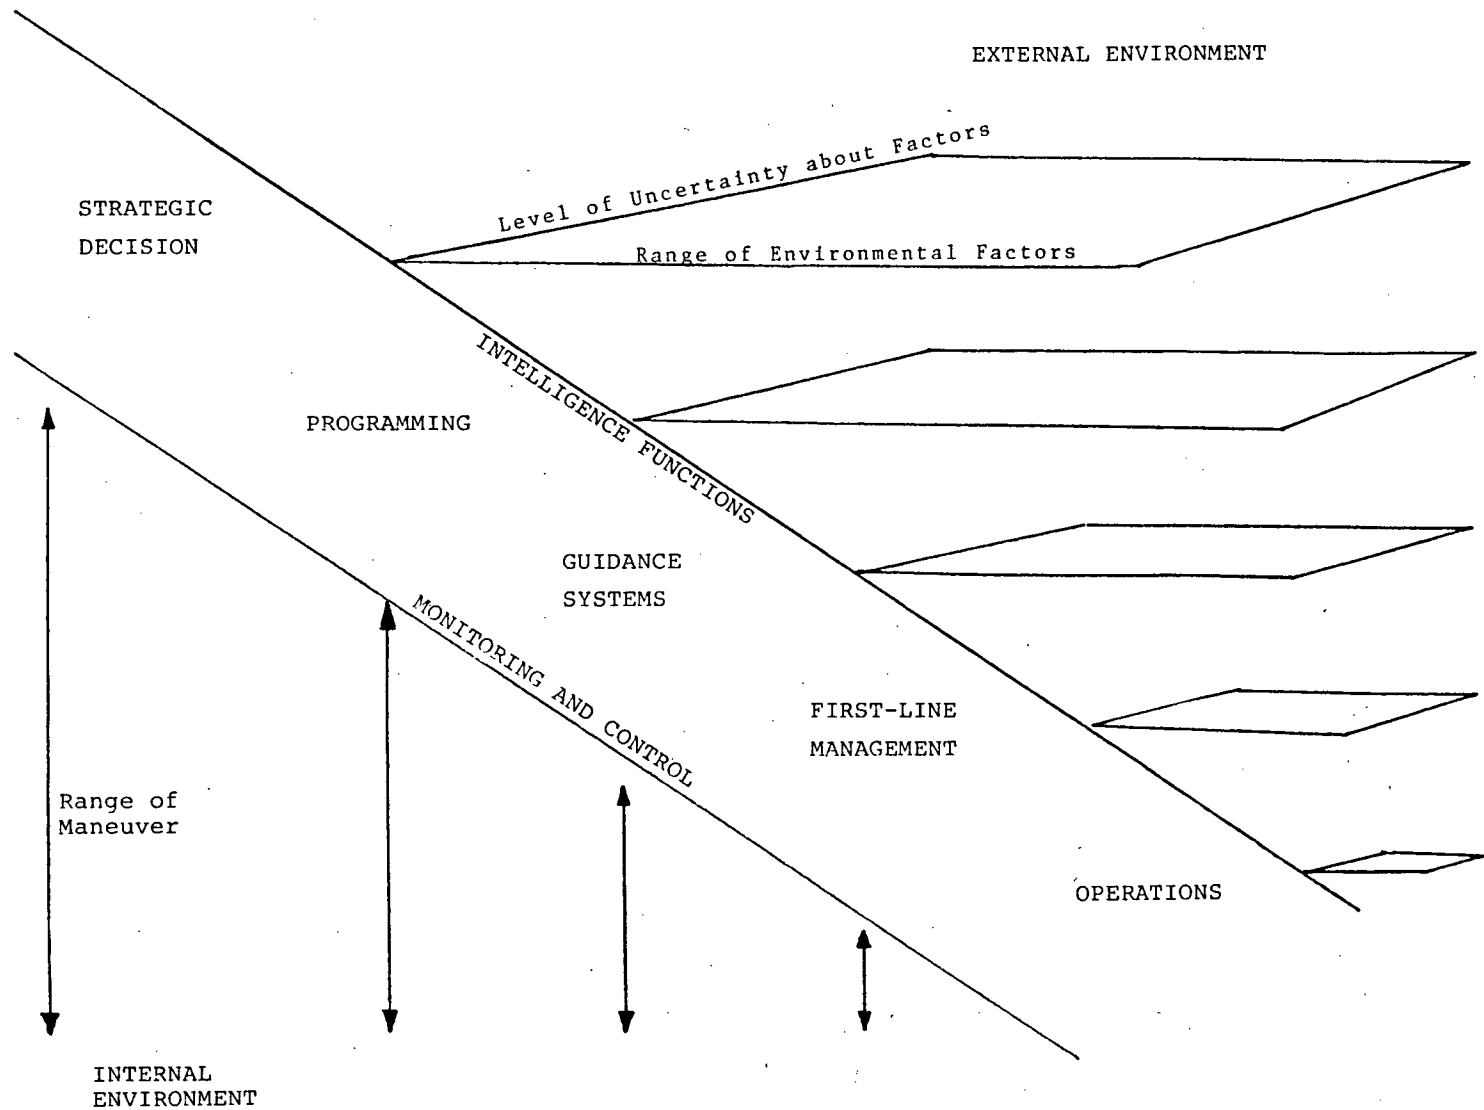 EXTERNAL ENVIRONMENT
Level of Uncertainty about Factors
STRATEGIC
DECISION
Range of Environmental Factors
INTELLIGENCE FUNCTIONS
PROGRAMMING
GUIDANCE
SYSTEMS
MONITORING AND CONTROL
FIRST-LINE
MANAGEMENT
Range of
Maneuver
OPERATIONS
INTERNAL
ENVIRONMENT